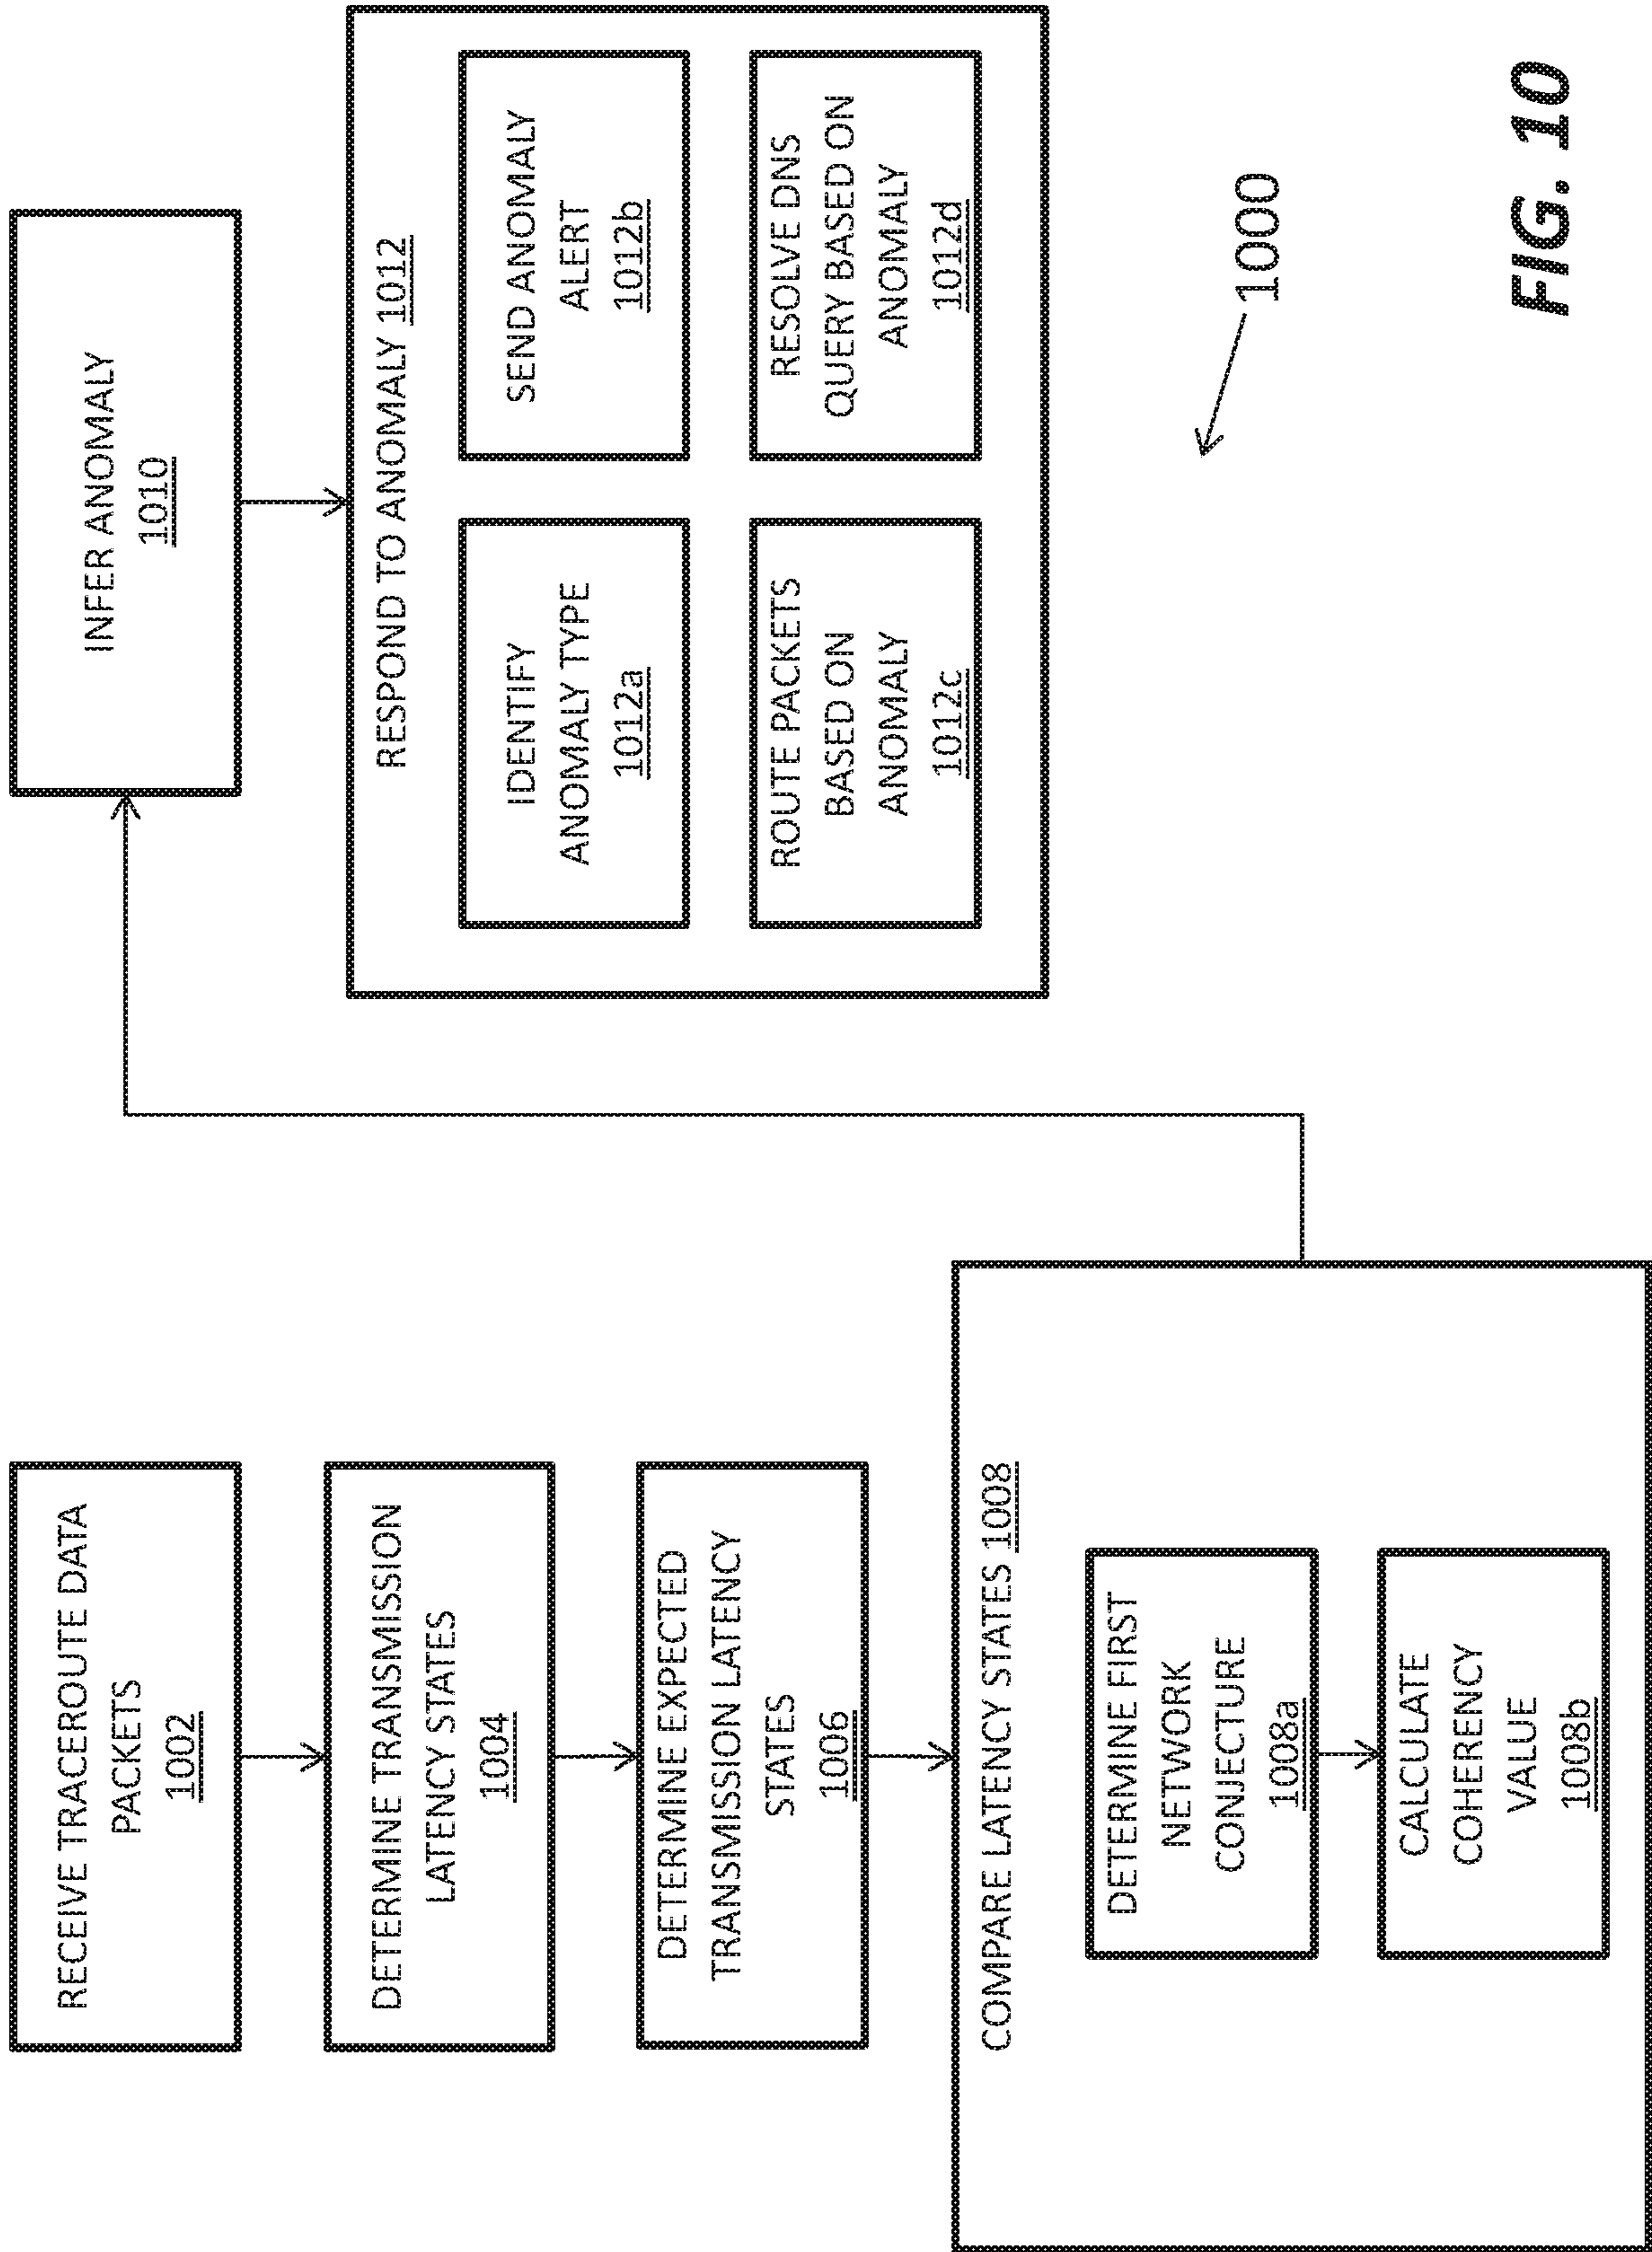 RECEIVE TRACEROUTE DATA
PACKETS
1002
DETERMINE TRANSMISSION
LATENCY STATES
1004
DETERMINE EXPECTED
TRANSMISSION LATENCY
STATES
1006
COMPARE LATENCY STATES 1008
DETERMINE FIRST
NETWORK
CONJECTURE
1008a
CALCULATE
COHERENCY
VALUE
1008b
INFER ANOMALY
1010
RESPOND TO ANOMALY 1012
IDENTIFY
ANOMALY TYPE
1012a
SEND ANOMALY
ALERT
1012b
ROUTE PACKETS
BASED ON
ANOMALY
1012c
RESOLVE DNS
QUERY BASED ON
ANOMALY
1012d
1000
FIG. 10